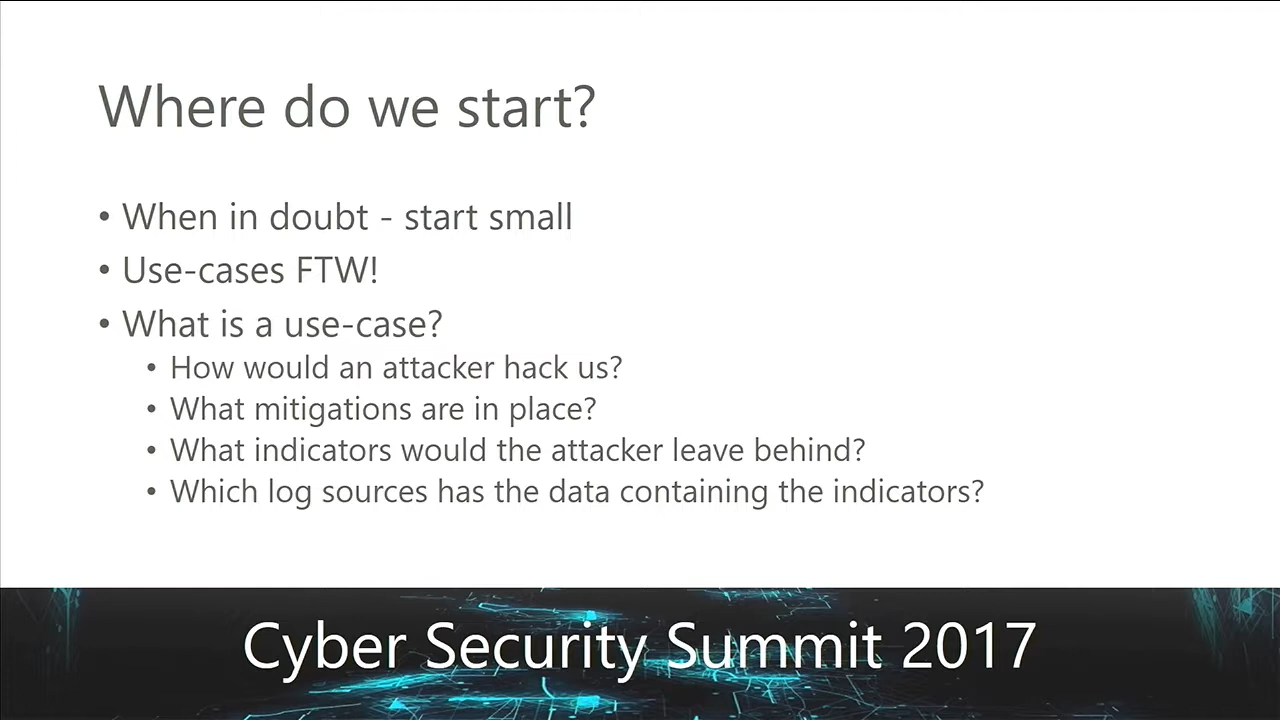 Where do we start?
• When in doubt - start small
• Use-cases FTW!
• What is a use-case?
• How would an attacker hack us?
• What mitigations are in place?
• What indicators would the attacker leave behind?
• Which log sources has the data containing the indicators?
Cyber Security Summit 2017